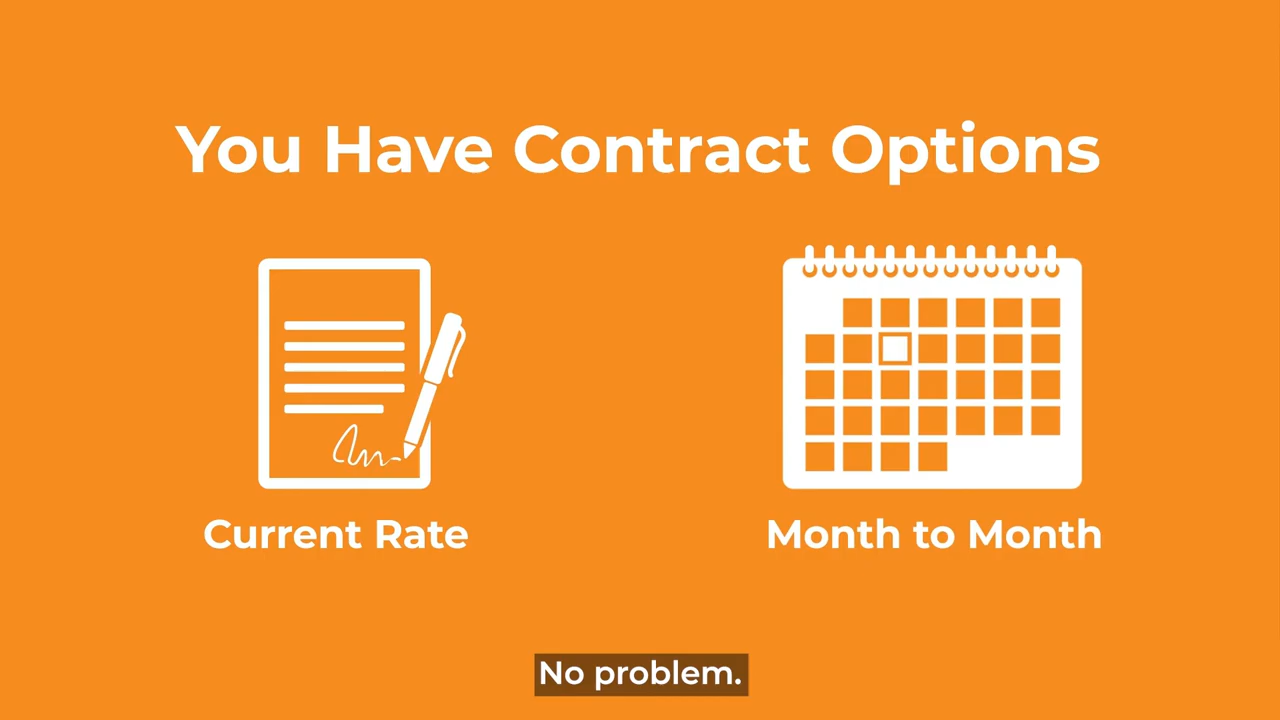 You Have Contract Options
Current Rate
Month to Month
No problem.